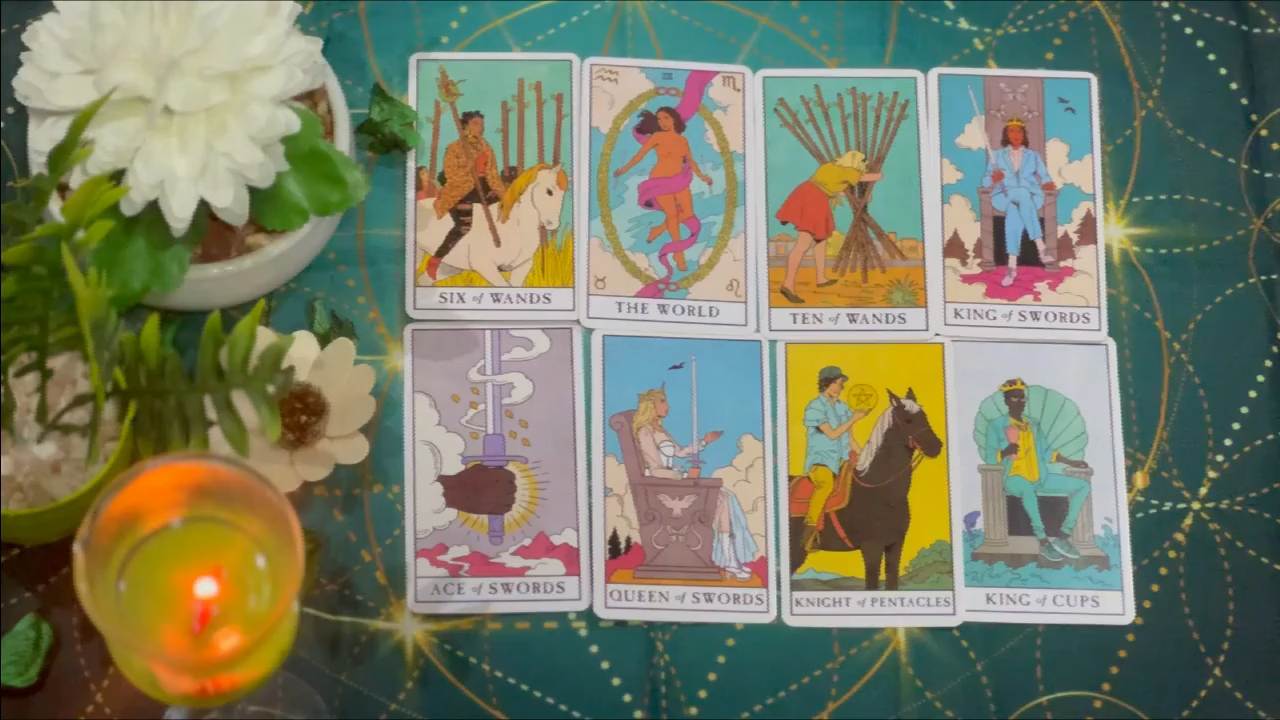 SIX of WANDS
THE WORLD
TEN of WANDS
KING of SWORDS
ACE of SWORDS
QUEEN of SWORDS
KNIGHT of PENTACLES
KING of CUPS